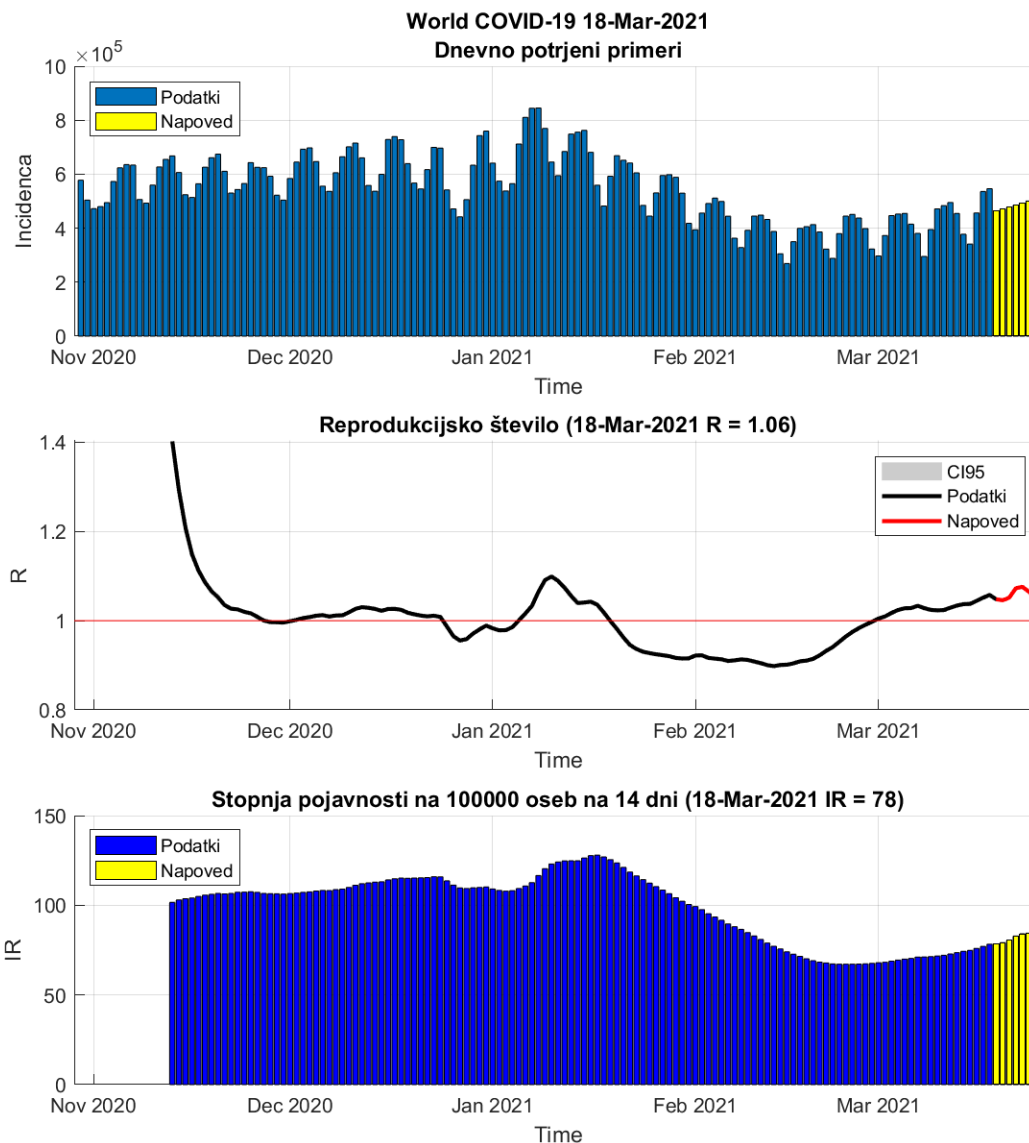 World COVID-19 18-Mar-2021
Dnevno potrjeni primeri
×10^5
10
8
6
4
2
0
Incidenca
Podatki
Napoved
Nov 2020 Dec 2020 Jan 2021 Feb 2021 Mar 2021
Time
Reprodukcijsko število (18-Mar-2021 R = 1.06)
1.4
1.2
1
0.8
R
CI95
Podatki
Napoved
Nov 2020 Dec 2020 Jan 2021 Feb 2021 Mar 2021
Time
Stopnja pojavnosti na 100000 oseb na 14 dni (18-Mar-2021 IR = 78)
150
100
50
0
IR
Podatki
Napoved
Nov 2020 Dec 2020 Jan 2021 Feb 2021 Mar 2021
Time